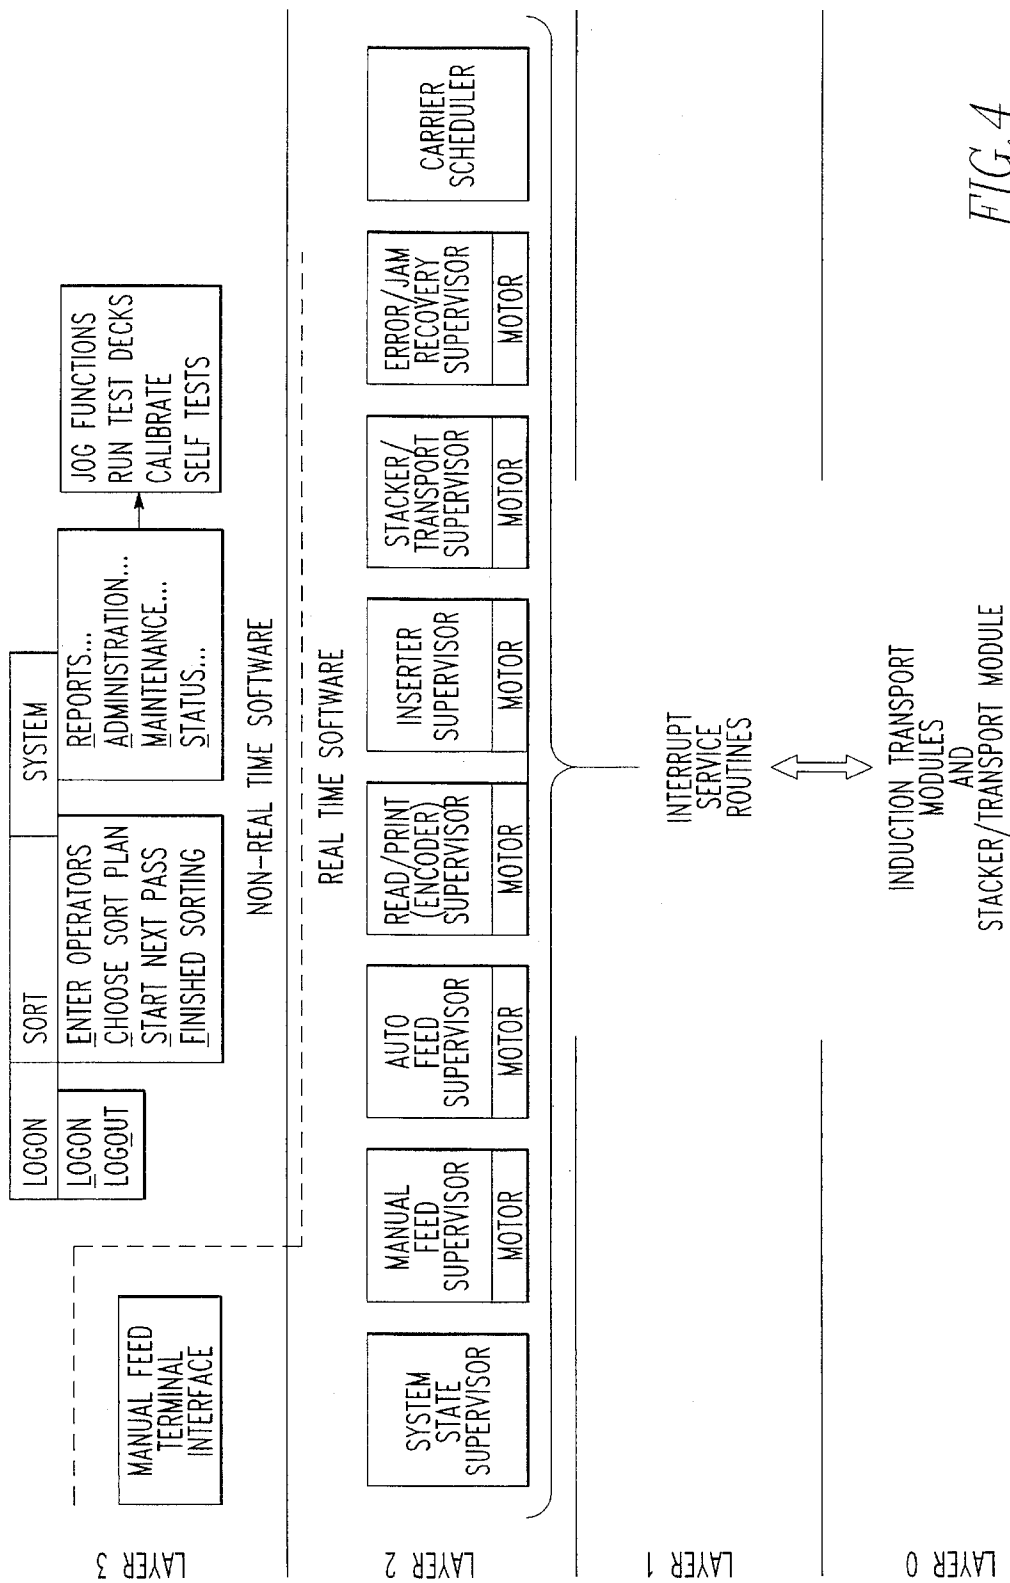 LAYER 3
LOGON
SORT
SYSTEM
LOGON
LOGOUT
ENTER OPERATORS
CHOOSE SORT PLAN
START NEXT PASS
FINISHED SORTING
REPORTS...
ADMINISTRATION...
MAINTENANCE...
STATUS...
JOG FUNCTIONS
RUN TEST DECKS
CALIBRATE
SELF TESTS
MANUAL FEED
TERMINAL
INTERFACE
NON-REAL TIME SOFTWARE
LAYER 2
REAL TIME SOFTWARE
SYSTEM
STATE
SUPERVISOR
MANUAL
FEED
SUPERVISOR
MOTOR
AUTO
FEED
SUPERVISOR
MOTOR
READ/PRINT
(ENCODER)
SUPERVISOR
MOTOR
INSERTER
SUPERVISOR
MOTOR
STACKER/
TRANSPORT
SUPERVISOR
MOTOR
ERROR/JAM
RECOVERY
SUPERVISOR
MOTOR
CARRIER
SCHEDULER
LAYER 1
INTERRUPT
SERVICE
ROUTINES
LAYER 0
INDUCTION TRANSPORT
MODULES
AND
STACKER/TRANSPORT MODULE
FIG. 4